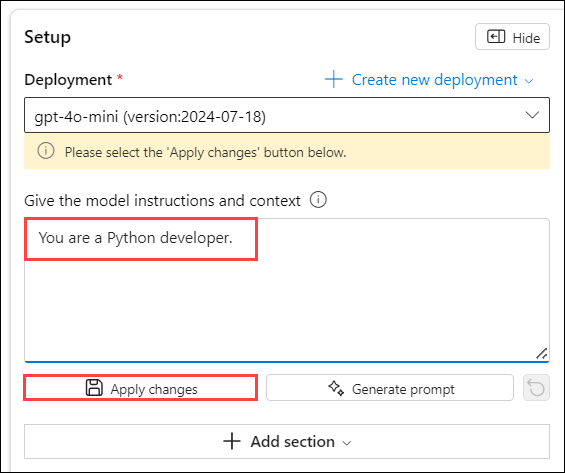 Setup
Hide
Deployment *
Create new deployment
gpt-4o-mini (version:2024-07-18)
Please select the 'Apply changes' button below.
Give the model instructions and context
You are a Python developer.
Apply changes
Generate prompt
Add section